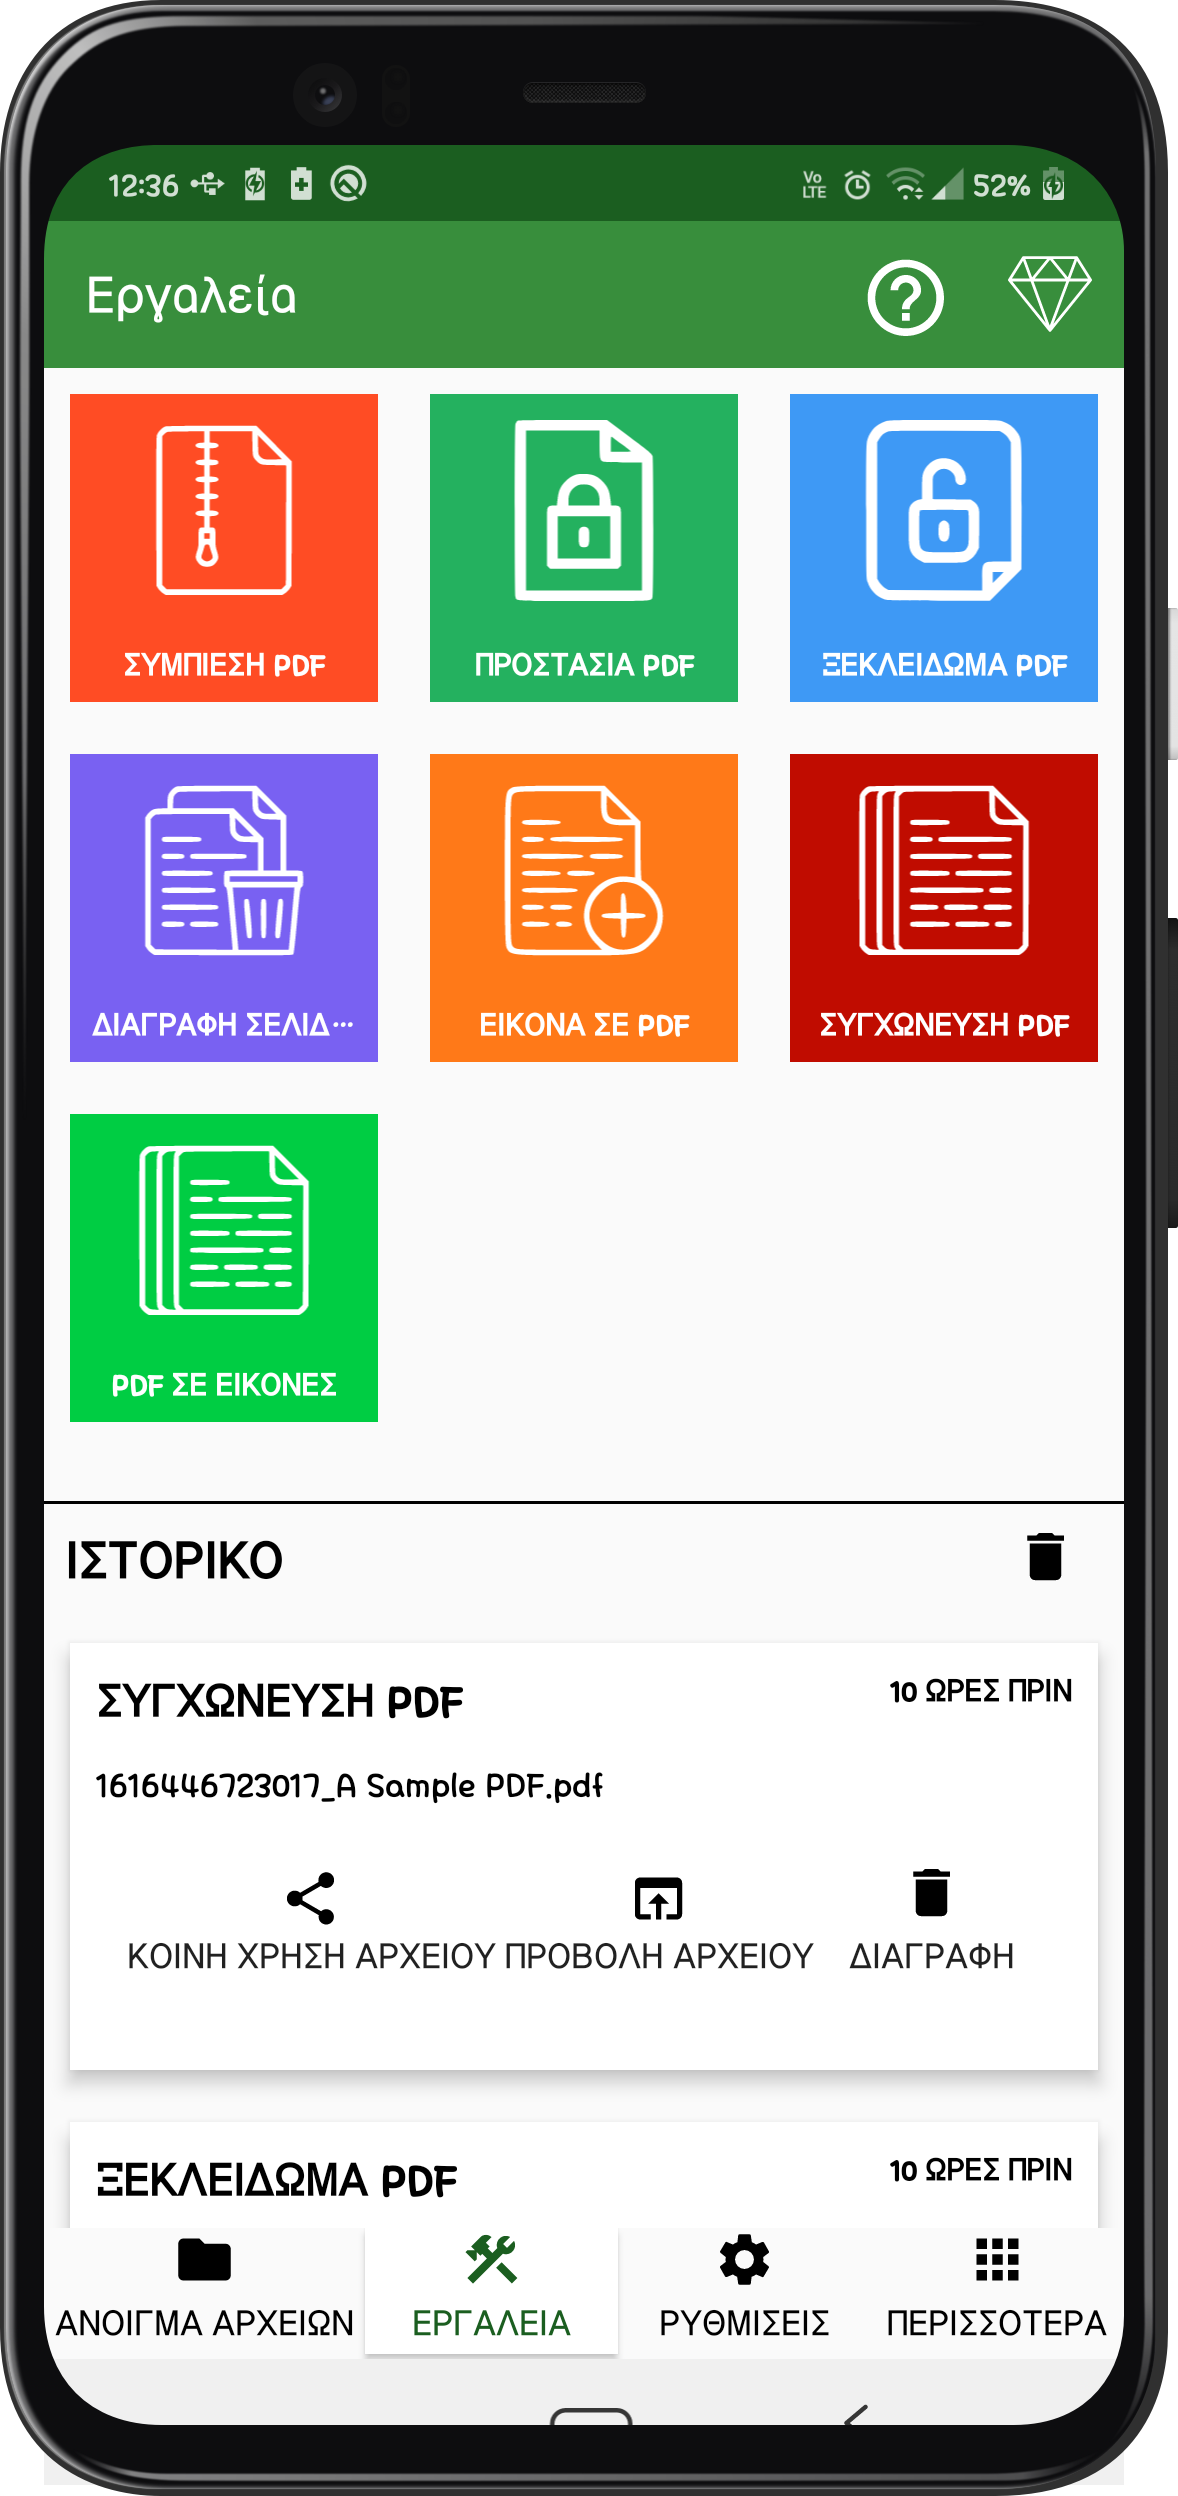 12:36
Vo LTE 52%
Εργαλεία
ΣΥΜΠΙΕΣΗ PDF
ΠΡΟΣΤΑΣΙΑ PDF
ΞΕΚΛΕΙΔΩΜΑ PDF
ΔΙΑΓΡΑΦΗ ΣΕΛΙΔ...
ΕΙΚΟΝΑ ΣΕ PDF
ΣΥΓΧΩΝΕΥΣΗ PDF
PDF ΣΕ ΕΙΚΟΝΕΣ
ΙΣΤΟΡΙΚΟ
ΣΥΓΧΩΝΕΥΣΗ PDF
10 ΩΡΕΣ ΠΡΙΝ
1616446723017_A Sample PDF.pdf
ΚΟΙΝΗ ΧΡΗΣΗ ΑΡΧΕΙΟΥ
ΠΡΟΒΟΛΗ ΑΡΧΕΙΟΥ
ΔΙΑΓΡΑΦΗ
ΞΕΚΛΕΙΔΩΜΑ PDF
10 ΩΡΕΣ ΠΡΙΝ
ΑΝΟΙΓΜΑ ΑΡΧΕΙΩΝ
ΕΡΓΑΛΕΙΑ
ΡΥΘΜΙΣΕΙΣ
ΠΕΡΙΣΣΟΤΕΡΑ